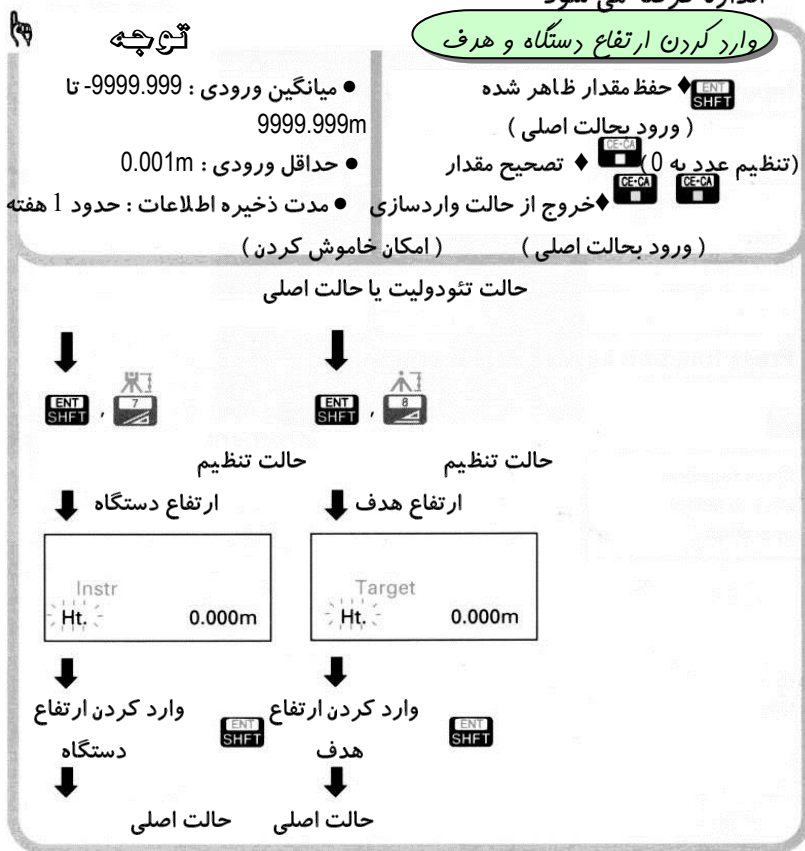 وارد کردن ارتفاع دستگاه و هدف
توجه
ENT SHFT ♦ حفظ مقدار ظاهر شده
( ورود بحالت اصلی )
(تنظیم عدد به 0) CE·CA ♦ تصحیح مقدار
CE·CA CE·CA ♦خروج از حالت واردسازی
( ورود بحالت اصلی )
● میانگین ورودی : 9999.999- تا
9999.999m
● حداقل ورودی : 0.001m
● مدت ذخیره اطلاعات : حدود 1 هفته
( امکان خاموش کردن )
حالت تئودولیت یا حالت اصلی
ENT SHFT , 8
ENT SHFT , 7
حالت تنظیم
حالت تنظیم
ارتفاع هدف
ارتفاع دستگاه
Instr
Ht. 0.000m
Target
Ht. 0.000m
وارد کردن ارتفاع
هدف
ENT SHFT
وارد کردن ارتفاع
دستگاه
ENT SHFT
حالت اصلی
حالت اصلی